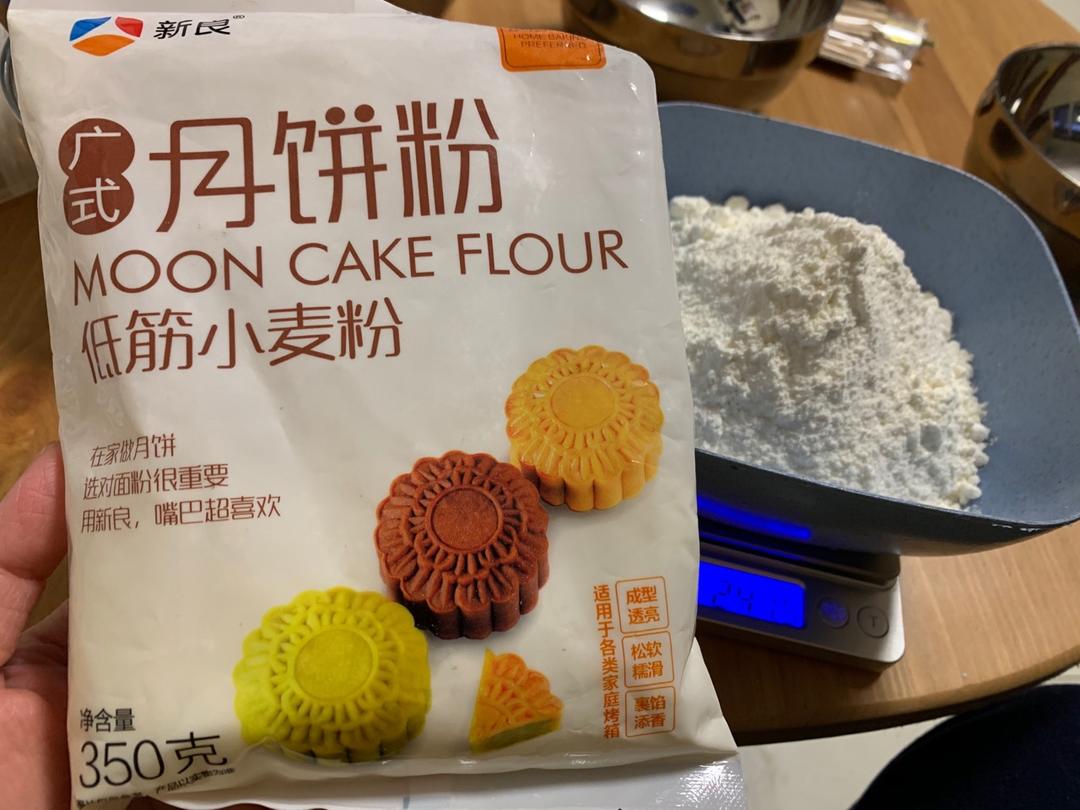 新良®
HOME BAKING
PREFERRED
广式
月饼粉
MOON CAKE FLOUR
低筋小麦粉
在家做月饼
选对面粉很重要
用新良，嘴巴超喜欢
适用于各类家庭烤箱
成型
透亮
松软
糯滑
裹馅
添香
净含量
350克
T